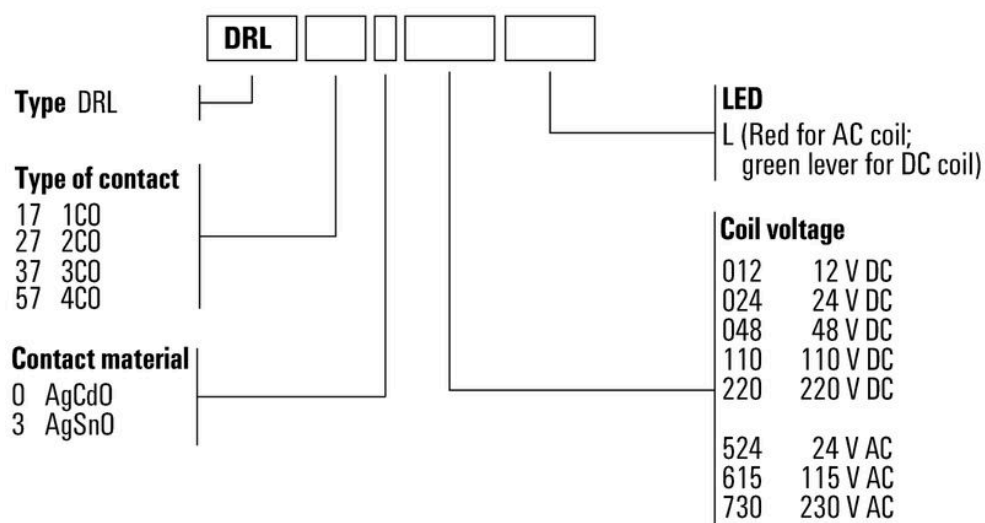 DRL
Type DRL
Type of contact
17 1CO
27 2CO
37 3CO
57 4CO
Contact material
0 AgCdO
3 AgSnO
LED
L (Red for AC coil;
green lever for DC coil)
Coil voltage
012 12 V DC
024 24 V DC
048 48 V DC
110 110 V DC
220 220 V DC
524 24 V AC
615 115 V AC
730 230 V AC